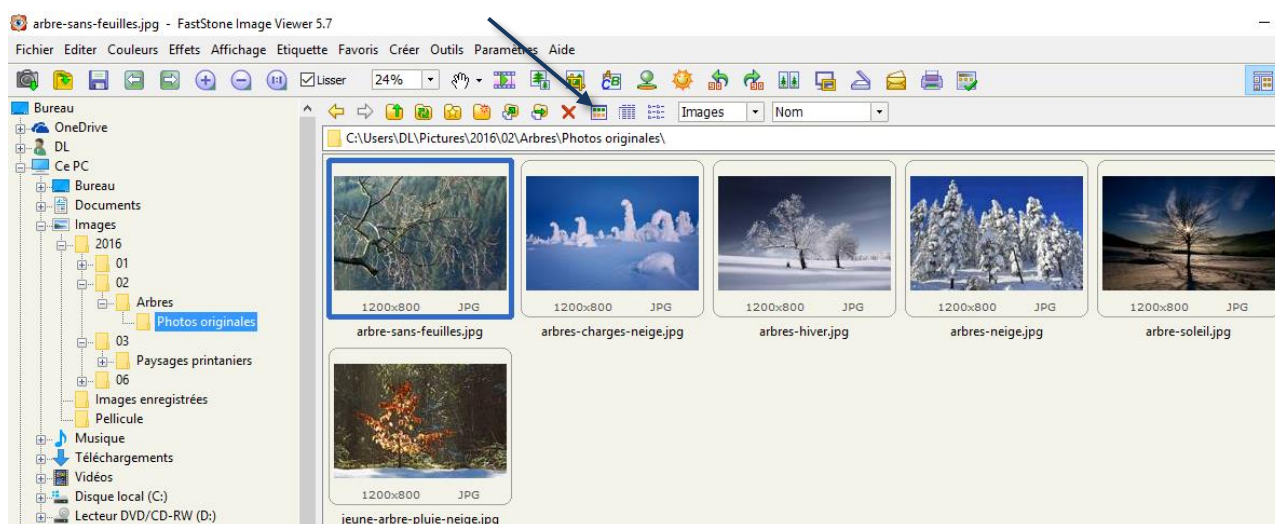 arbre-sans-feuilles.jpg - FastStone Image Viewer 5.7
Fichier Editer Couleurs Effets Affichage Etiquette Favoris Créer Outils Paramètres Aide
1:1 Lisser 24%
Images Nom
C:\Users\DL\Pictures\2016\02\Arbres\Photos originales\
Bureau
OneDrive
DL
Ce PC
Bureau
Documents
Images
2016
01
02
Arbres
Photos originales
03
Paysages printaniers
06
Images enregistrées
Pellicule
Musique
Téléchargements
Vidéos
Disque local (C:)
Lecteur DVD/CD-RW (D:)
1200x800 JPG 1200x800 JPG 1200x800 JPG 1200x800 JPG 1200x800 JPG
arbre-sans-feuilles.jpg arbres-charges-neige.jpg arbres-hiver.jpg arbres-neige.jpg arbre-soleil.jpg
1200x800 JPG
jeune-arbre-pluie-neige.jpg